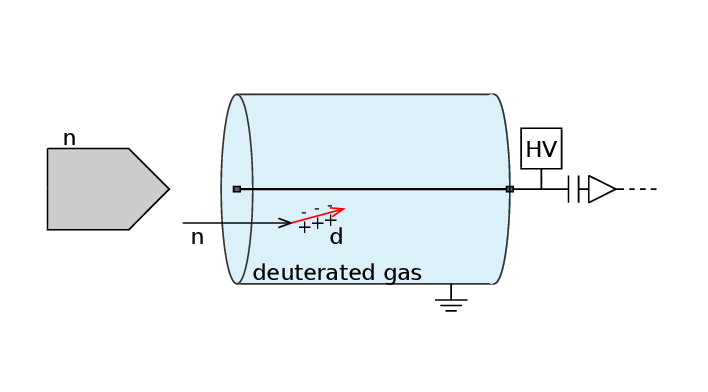 n
HV
n
- - -
+ + +
d
deuterated gas